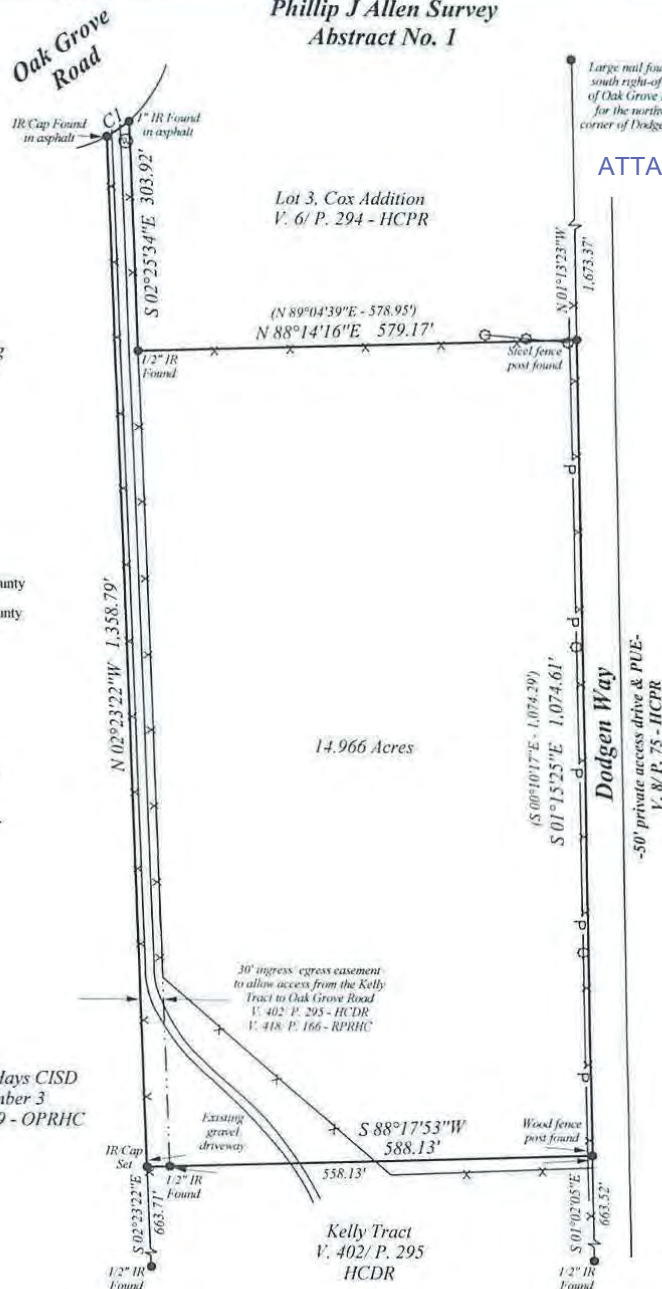 Phillip J Allen Survey
Abstract No. 1
Oak Grove
Road
IR/Cap Found
in asphalt
C1
1" IR Found
in asphalt
Large nail fou
south right-of
of Oak Grove
for the northw
corner of Dodge
ATTA
Lot 3, Cox Addition
V. 6/ P. 294 - HCPR
S 02°25'34"E 303.92'
N 01°13'23"W
1,673.37'
(N 89°04'39"E - 578.95')
N 88°14'16"E 579.17'
1/2" IR
Found
Steel fence
post found
g
unty
unty
N 02°23'22"W 1,358.79'
14.966 Acres
(S 00°10'17"E - 1,074.29')
S 01°15'25"E 1,074.61'
Dodgen Way
-50' private access drive & PUE-
V. 8/ P. 75 - HCPR
30' ingress/egress easement
to allow access from the Kelly
Tract to Oak Grove Road
V. 402/ P. 295 - HCDR
V. 418/ P. 166 - RPRHC
Hays CISD
mber 3
9 - OPRHC
Existing
gravel
driveway
S 88°17'53"W
588.13'
558.13'
Wood fence
post found
IR/Cap
Set
1/2" IR
Found
S 02°23'22"E
663.71'
S 01°02'05"E
663.52'
Kelly Tract
V. 402/ P. 295
HCDR
1/2" IR
Found
1/2" IR
Found